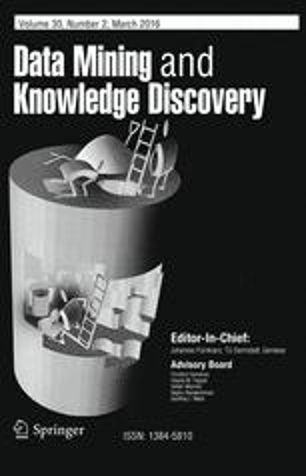 Volume 30, Number 2, March 2016
Data Mining and
Knowledge Discovery
Editor-In-Chief:
Johannes Fürnkranz, TU Darmstadt, Germany
Advisory Board
Springer
ISSN: 1384-5810